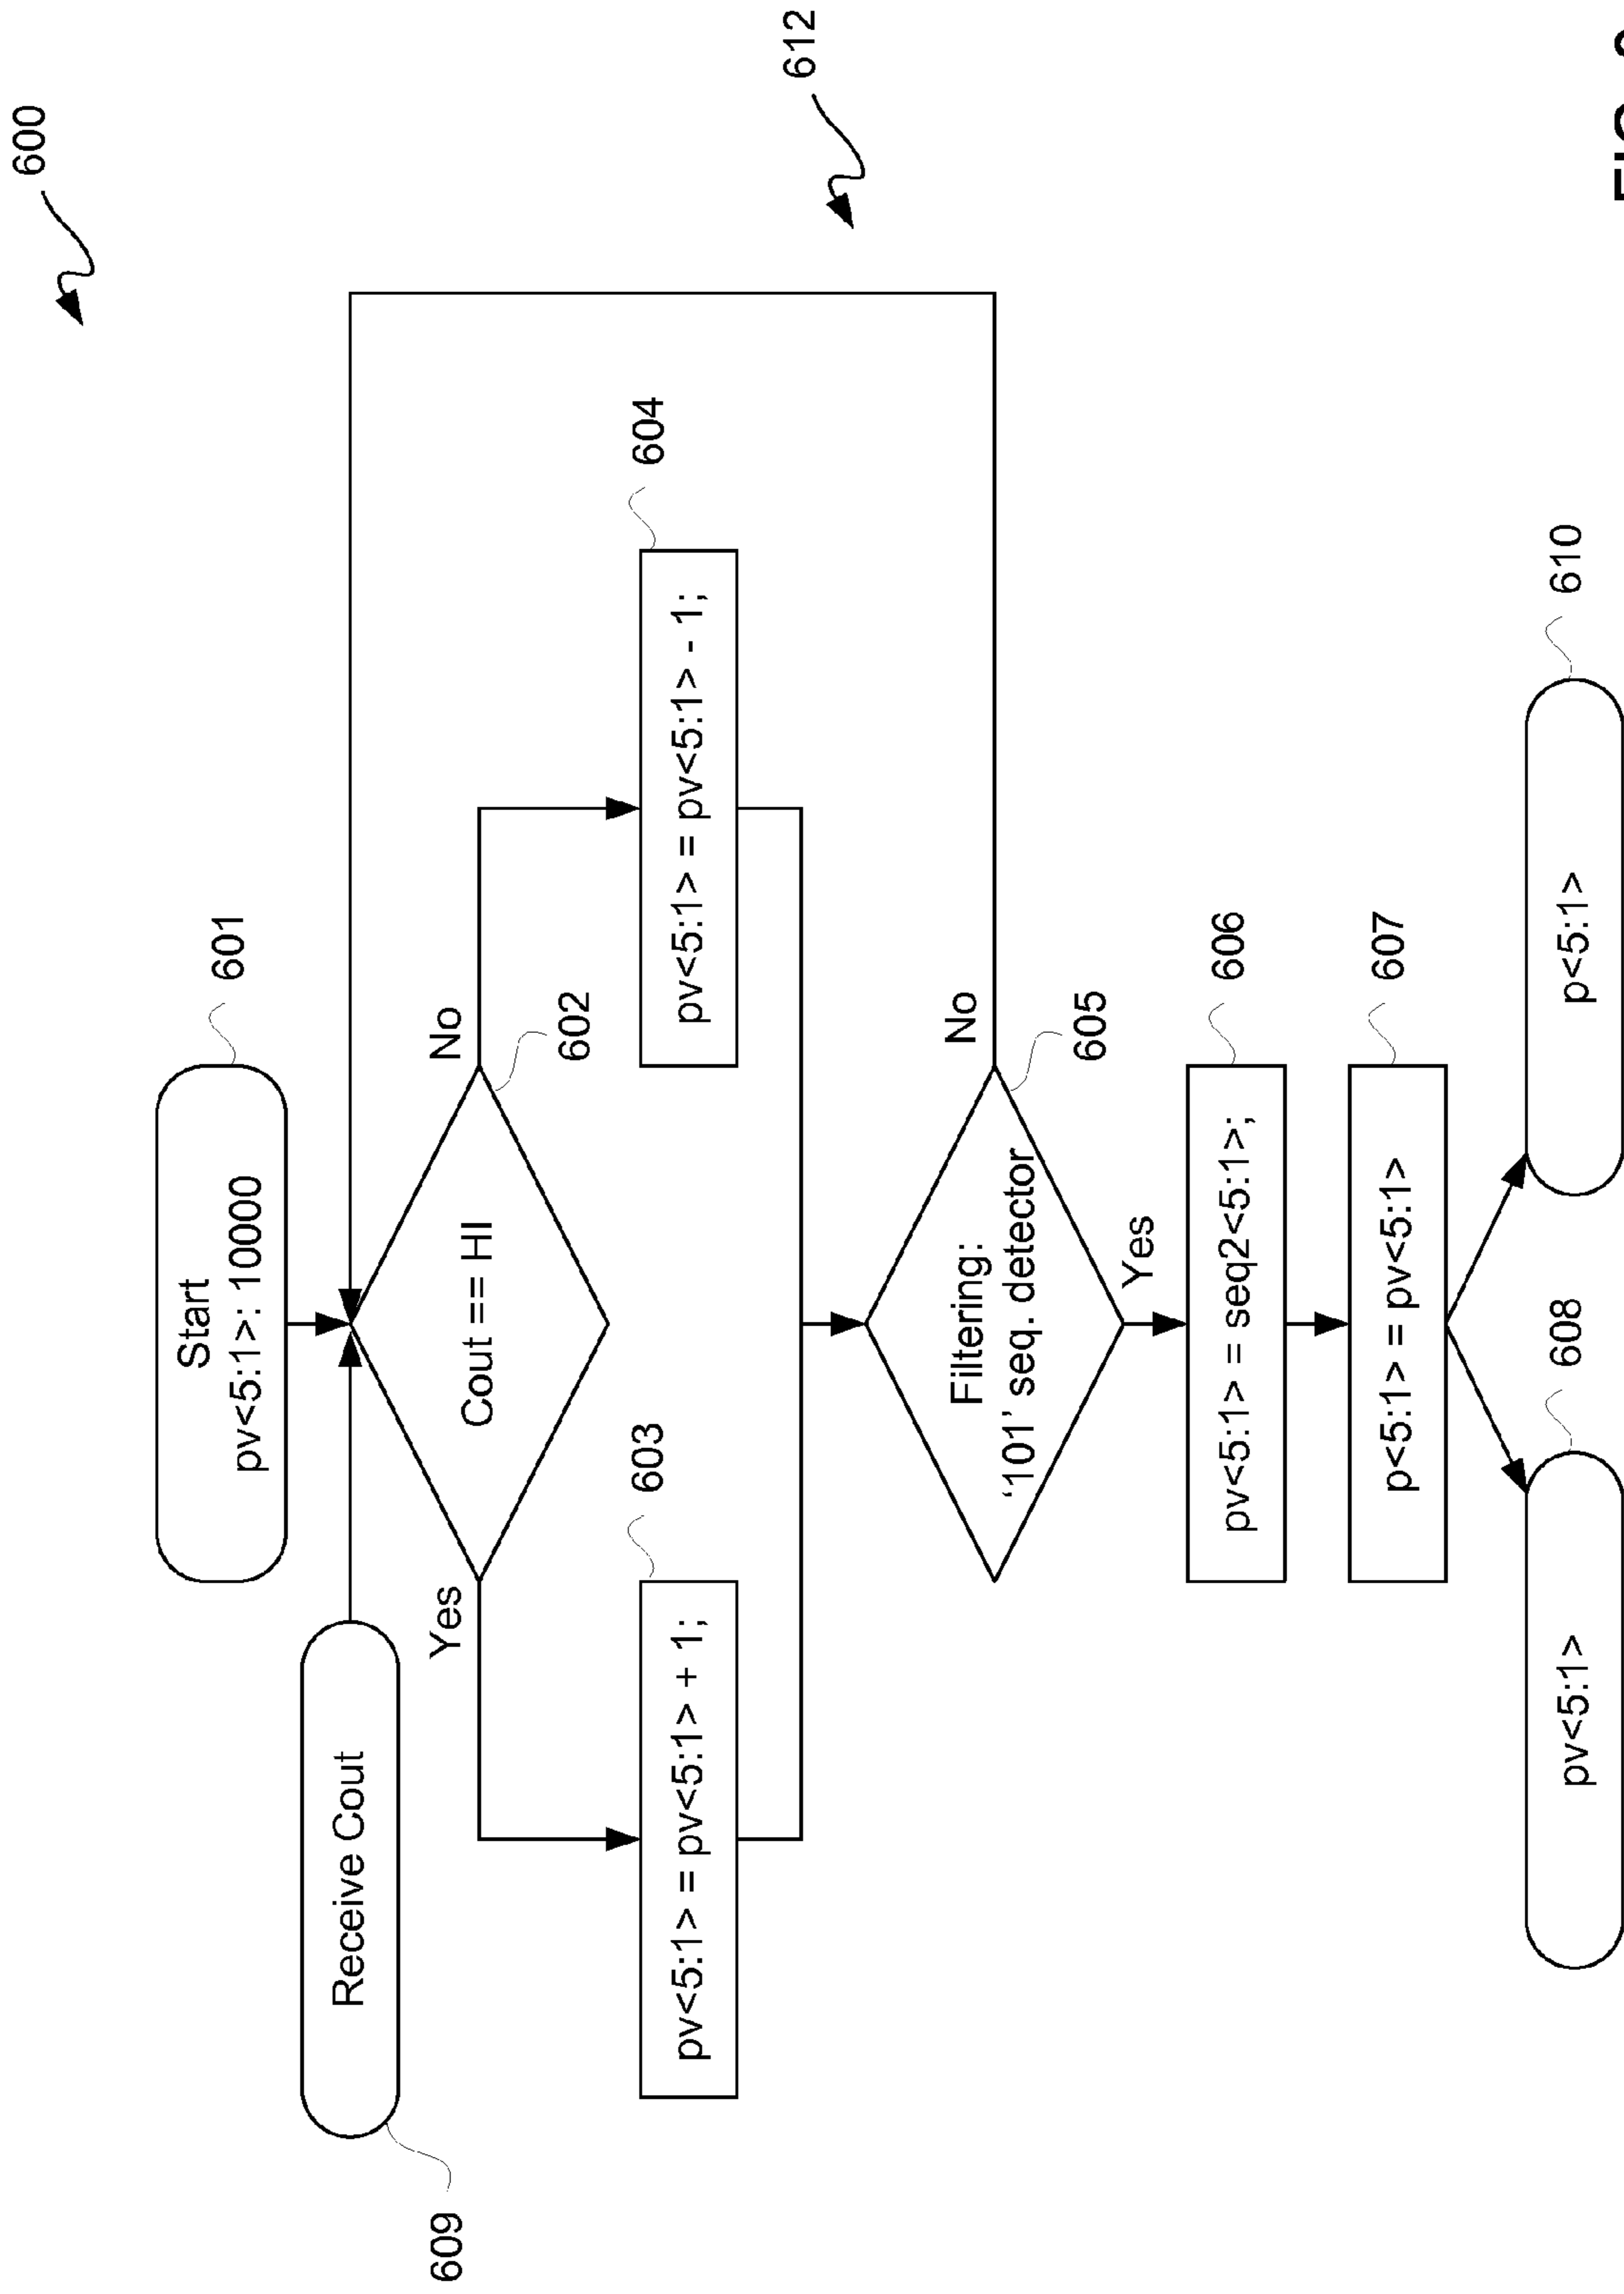 600
Start
pv<5:1>: 10000
601
Receive Cout
609
Cout == HI
Yes
No
602
pv<5:1> = pv<5:1> + 1;
603
pv<5:1> = pv<5:1> - 1;
604
612
Filtering:
‘101’ seq. detector
No
605
Yes
pv<5:1> = seq2<5:1>;
606
p<5:1> = pv<5:1>
607
pv<5:1>
608
p<5:1>
610